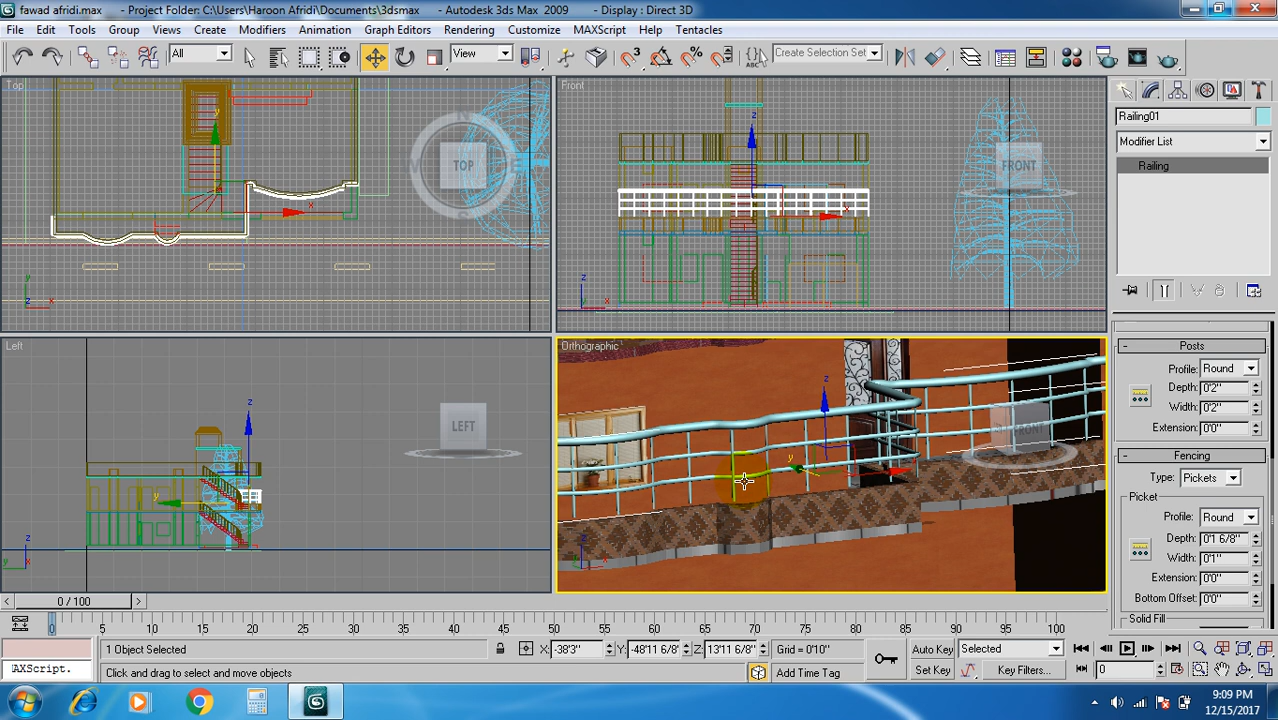 fawad afridi.max - Project Folder: C:\Users\Haroon Afridi\Documents\3dsmax - Autodesk 3ds Max 2009 - Display : Direct 3D
File Edit Tools Group Views Create Modifiers Animation Graph Editors Rendering Customize MAXScript Help Tentacles
All View Create Selection Set
Top
TOP
Front
FRONT
Left
LEFT
Orthographic
Railing01
Modifier List
Railing
- Posts
Profile: Round
Depth: 0'2"
Width: 0'2"
Extension: 0'0"
- Fencing
Type: Pickets
Picket
Profile: Round
Depth: 0'1 6/8"
Width: 0'1"
Extension: 0'0"
Bottom Offset: 0'0"
Solid Fill
< 0 / 100 >
0 5 10 15 20 25 30 35 40 45 50 55 60 65 70 75 80 85 90 95 100
1 Object Selected X: -38'3" Y: -48'11 6/8" Z: 13'11 6/8" Grid = 0'10" Auto Key Selected
AXScript. Click and drag to select and move objects Add Time Tag Set Key Key Filters... 0
9:09 PM
12/15/2017